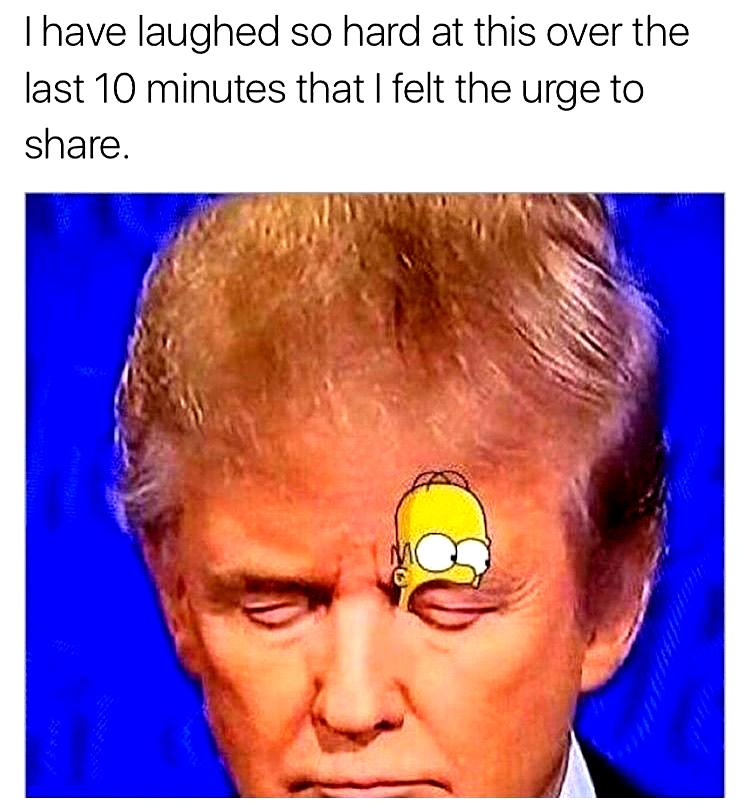 I have laughed so hard at this over the
last 10 minutes that I felt the urge to
share.